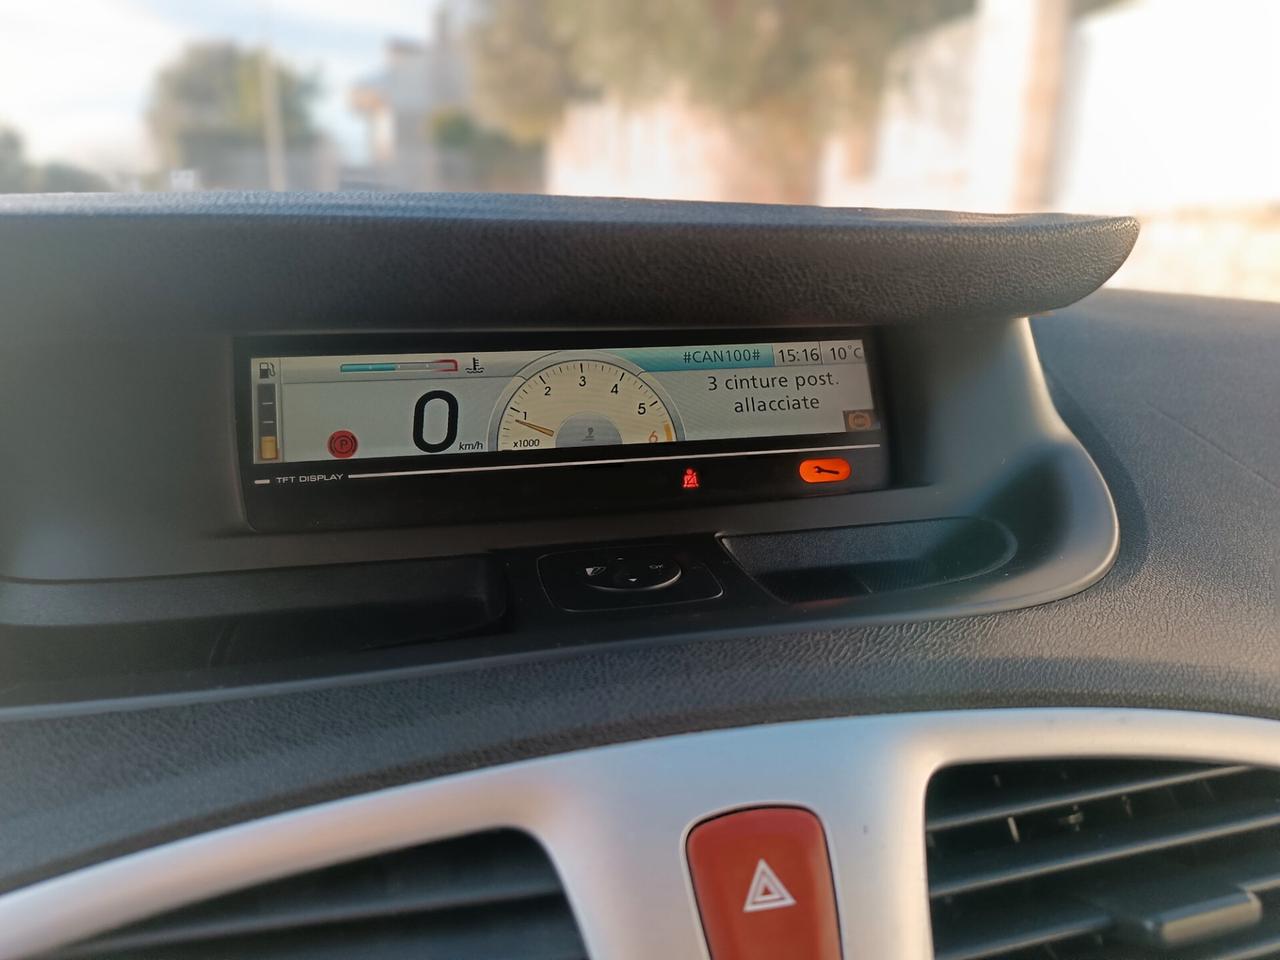 #CAN100# 15:16 10°C
3 cinture post.
allacciate
0 km/h
1 2 3 4 5 6
x1000
P
TFT DISPLAY
OK